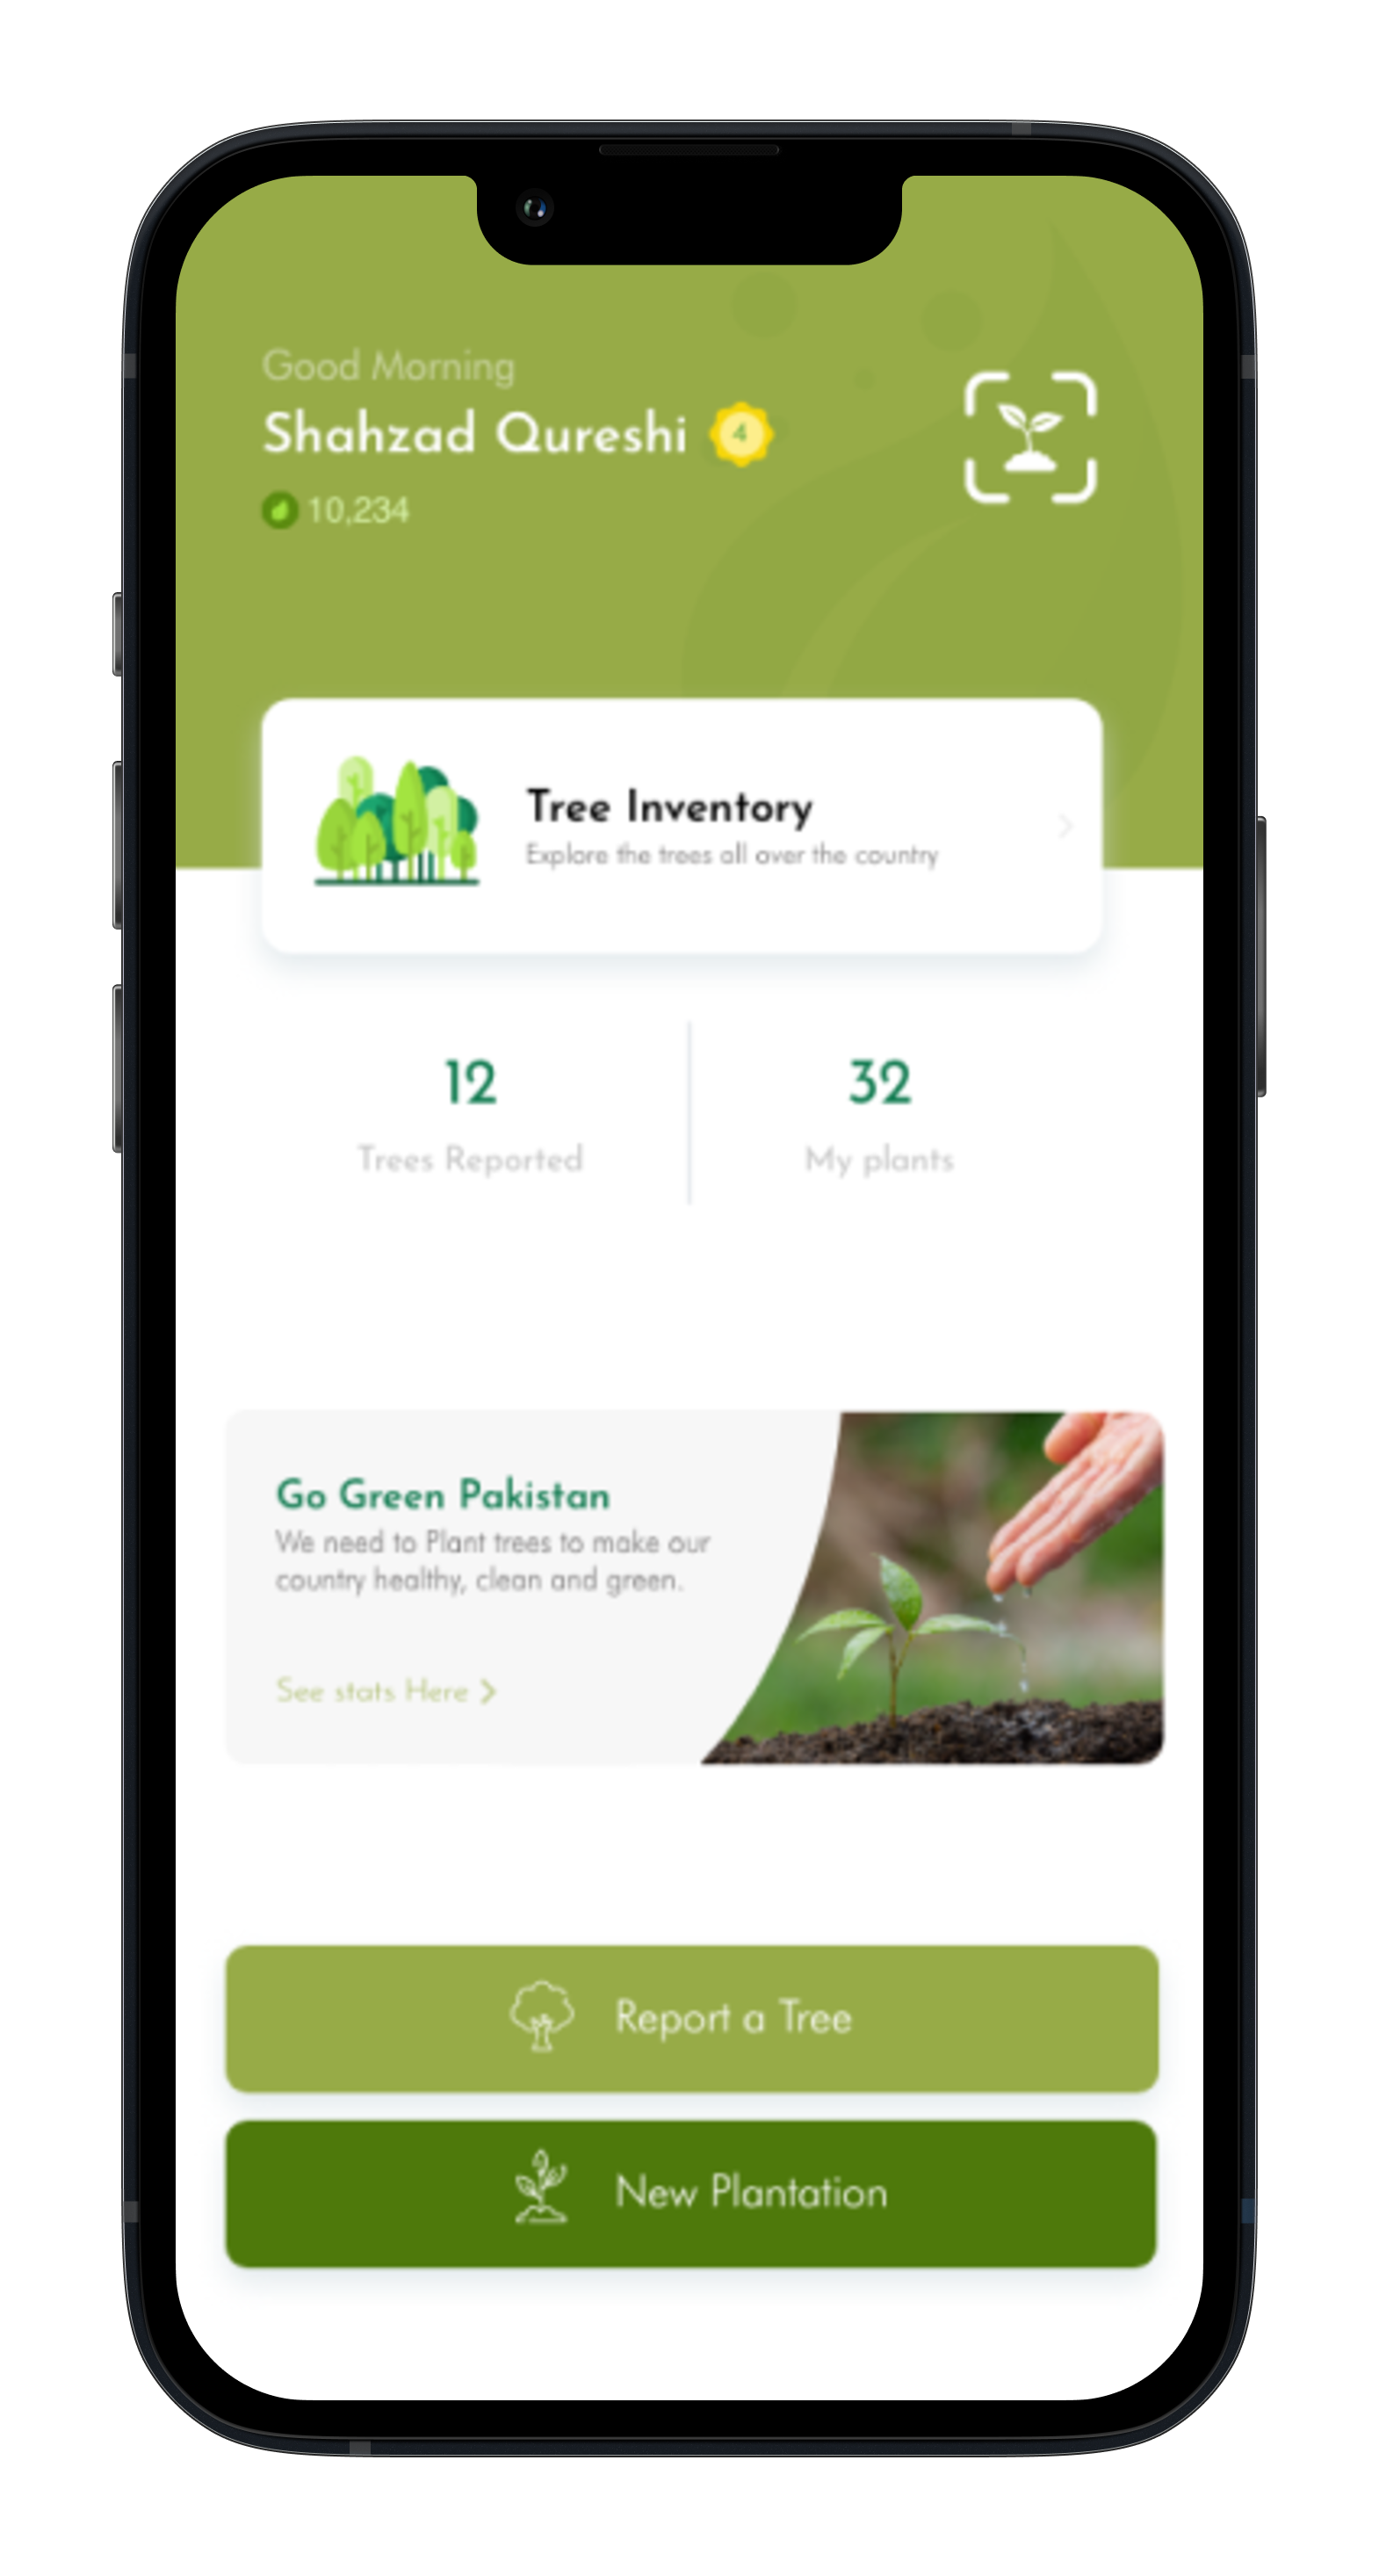 Good Morning
Shahzad Qureshi 4
10,234
Tree Inventory
Explore the trees all over the country
12
Trees Reported
32
My plants
Go Green Pakistan
We need to Plant trees to make our
country healthy, clean and green.
See stats Here
Report a Tree
New Plantation